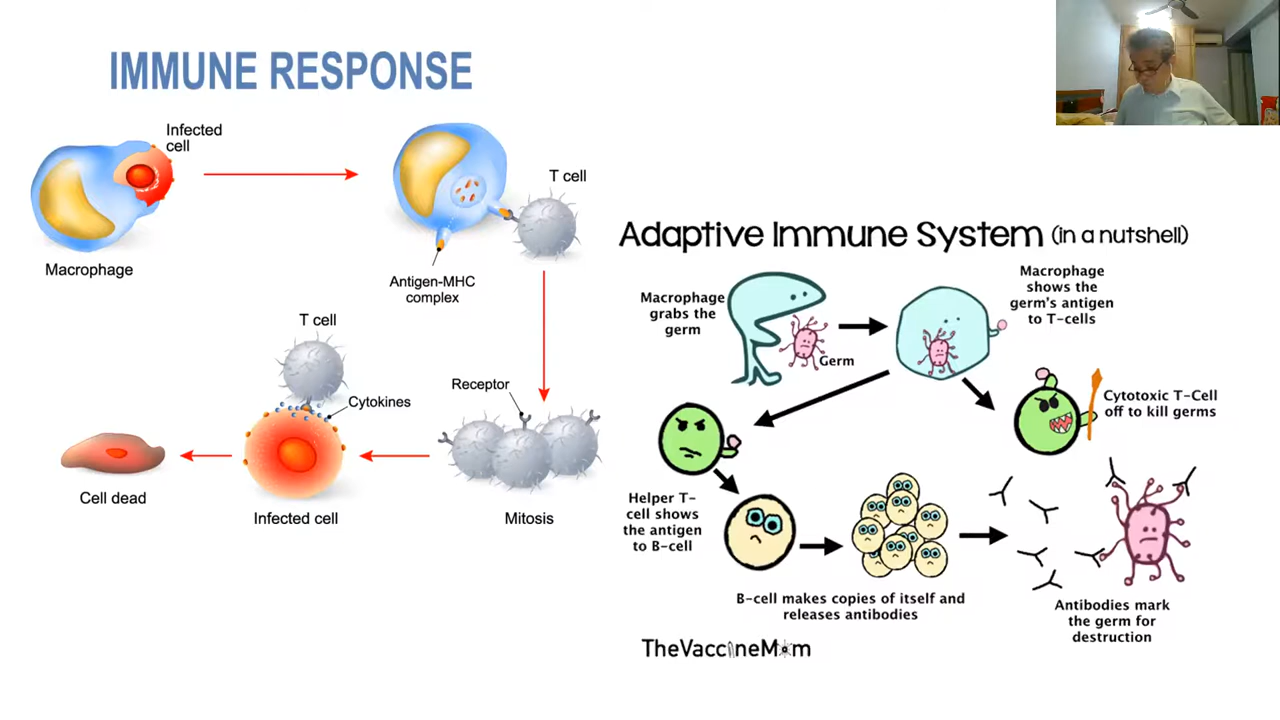 IMMUNE RESPONSE
Infected
cell
Macrophage
T cell
Antigen-MHC
complex
T cell
Cytokines
Receptor
Cell dead
Infected cell
Mitosis
Adaptive Immune System (in a nutshell)
Macrophage
grabs the
germ
Germ
Macrophage
shows the
germ's antigen
to T-cells
Cytotoxic T-Cell
off to kill germs
Helper T-
cell shows
the antigen
to B-cell
B-cell makes copies of itself and
releases antibodies
Antibodies mark
the germ for
destruction
TheVaccineMom